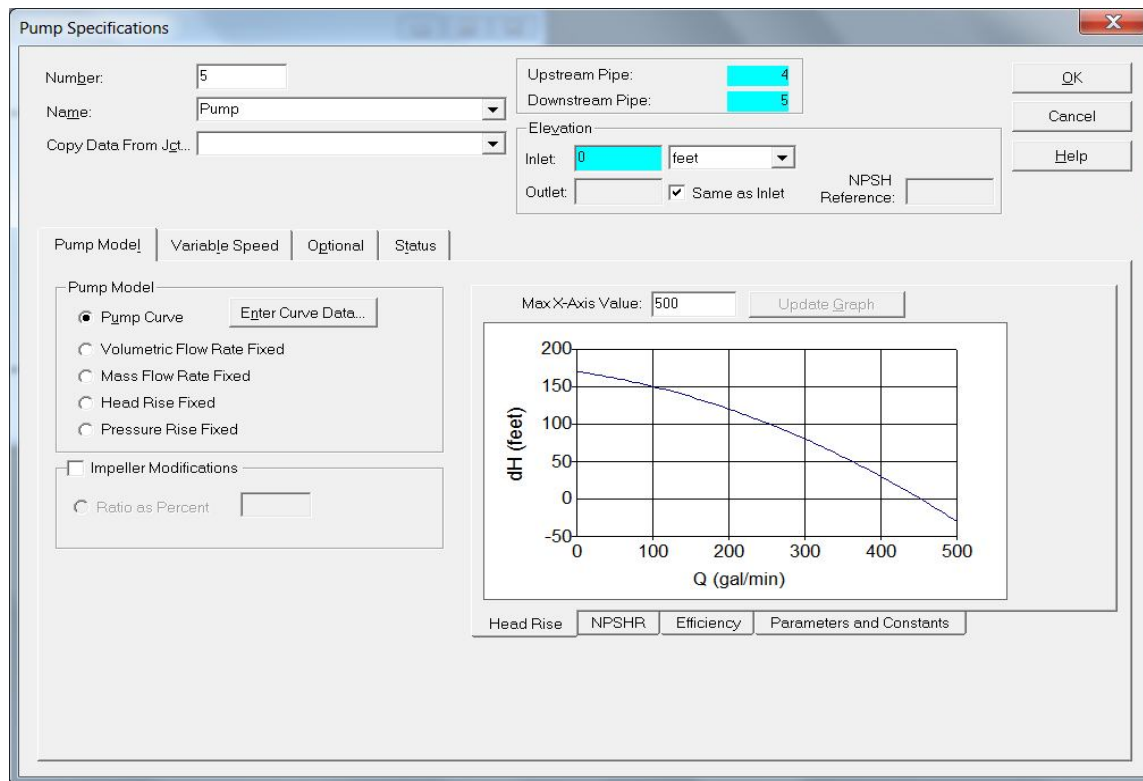 Pump Specifications
Number: 5
Name: Pump
Copy Data From Jct...
Upstream Pipe: 4
Downstream Pipe: 5
Elevation
Inlet: 0 feet
Outlet: Same as Inlet NPSH Reference:
OK
Cancel
Help
Pump Model Variable Speed Optional Status
Pump Model
Pump Curve Enter Curve Data...
Volumetric Flow Rate Fixed
Mass Flow Rate Fixed
Head Rise Fixed
Pressure Rise Fixed
Impeller Modifications
Ratio as Percent
Max X-Axis Value: 500 Update Graph
dH (feet)
200
150
100
50
0
-50
0 100 200 300 400 500
Q (gal/min)
Head Rise NPSHR Efficiency Parameters and Constants